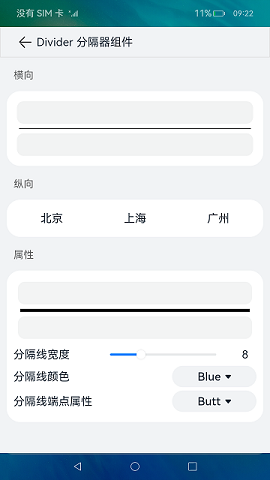 没有 SIM 卡 11% 09:22
Divider 分隔器组件
横向
纵向
北京 上海 广州
属性
分隔线宽度 8
分隔线颜色 Blue
分隔线端点属性 Butt